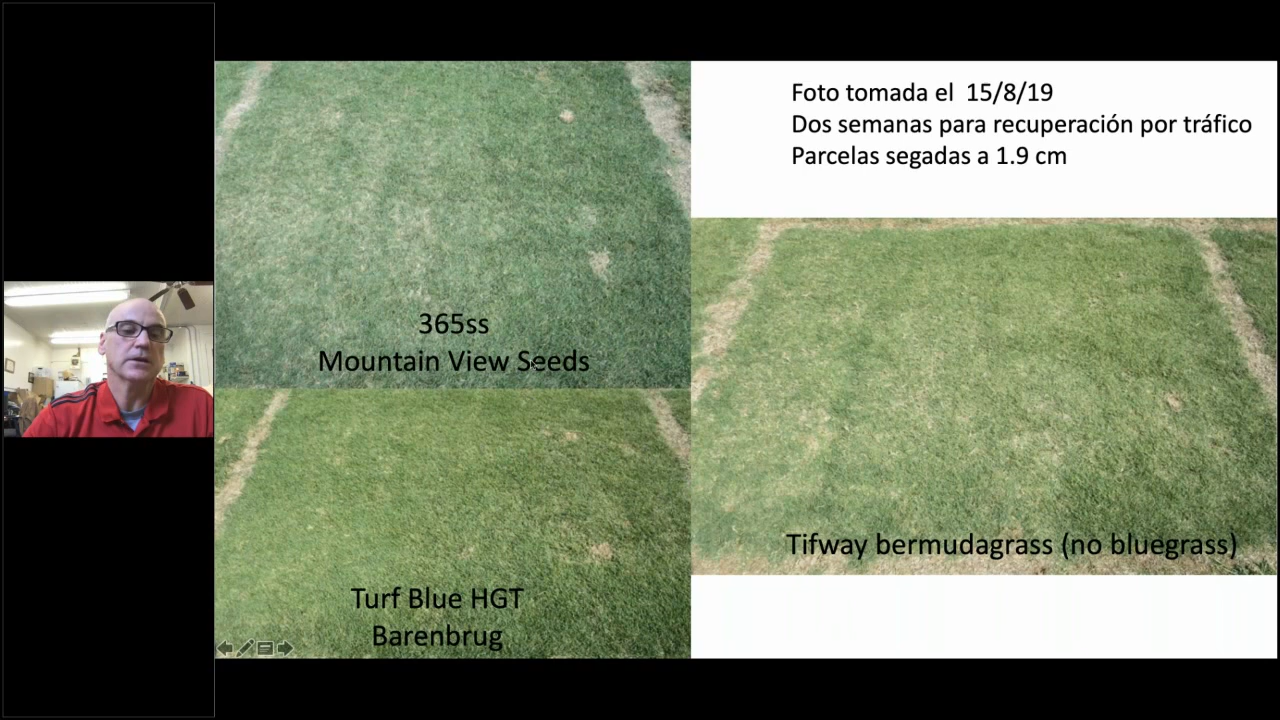 Foto tomada el 15/8/19
Dos semanas para recuperación por tráfico
Parcelas segadas a 1.9 cm
365ss
Mountain View Seeds
Tifway bermudagrass (no bluegrass)
Turf Blue HGT
Barenbrug